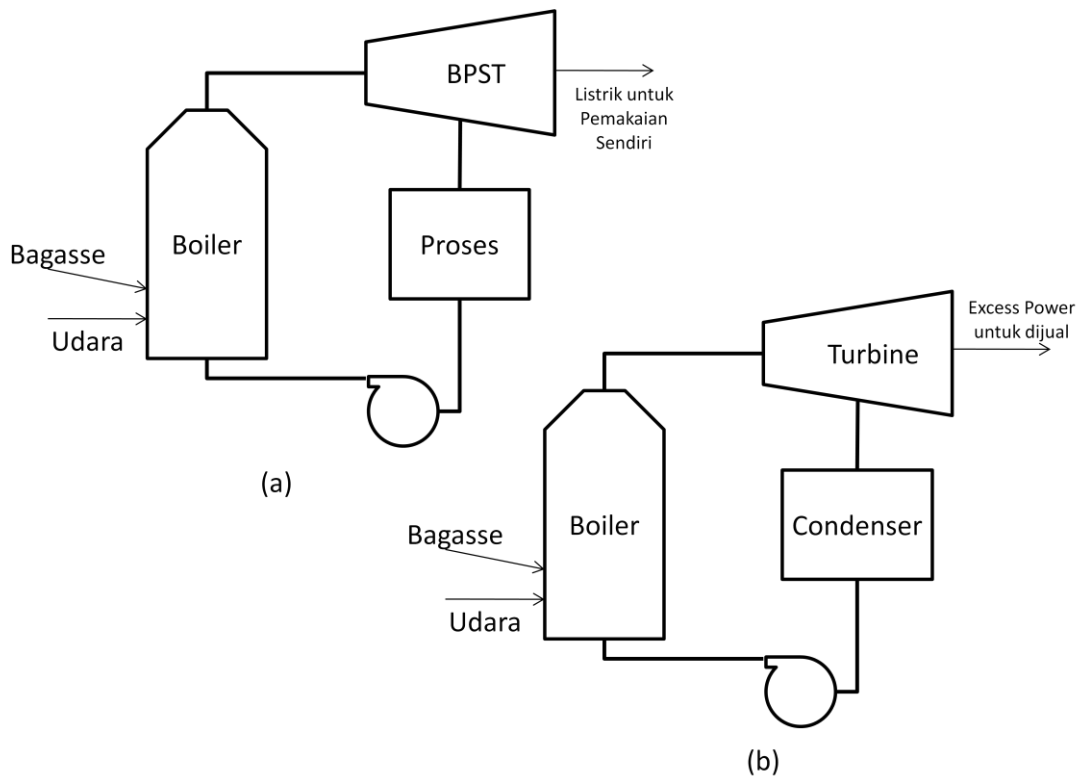 BPST
Listrik untuk
Pemakaian
Sendiri
Boiler
Proses
Bagasse
Udara
(a)
Excess Power
untuk dijual
Turbine
Boiler
Condenser
Bagasse
Udara
(b)